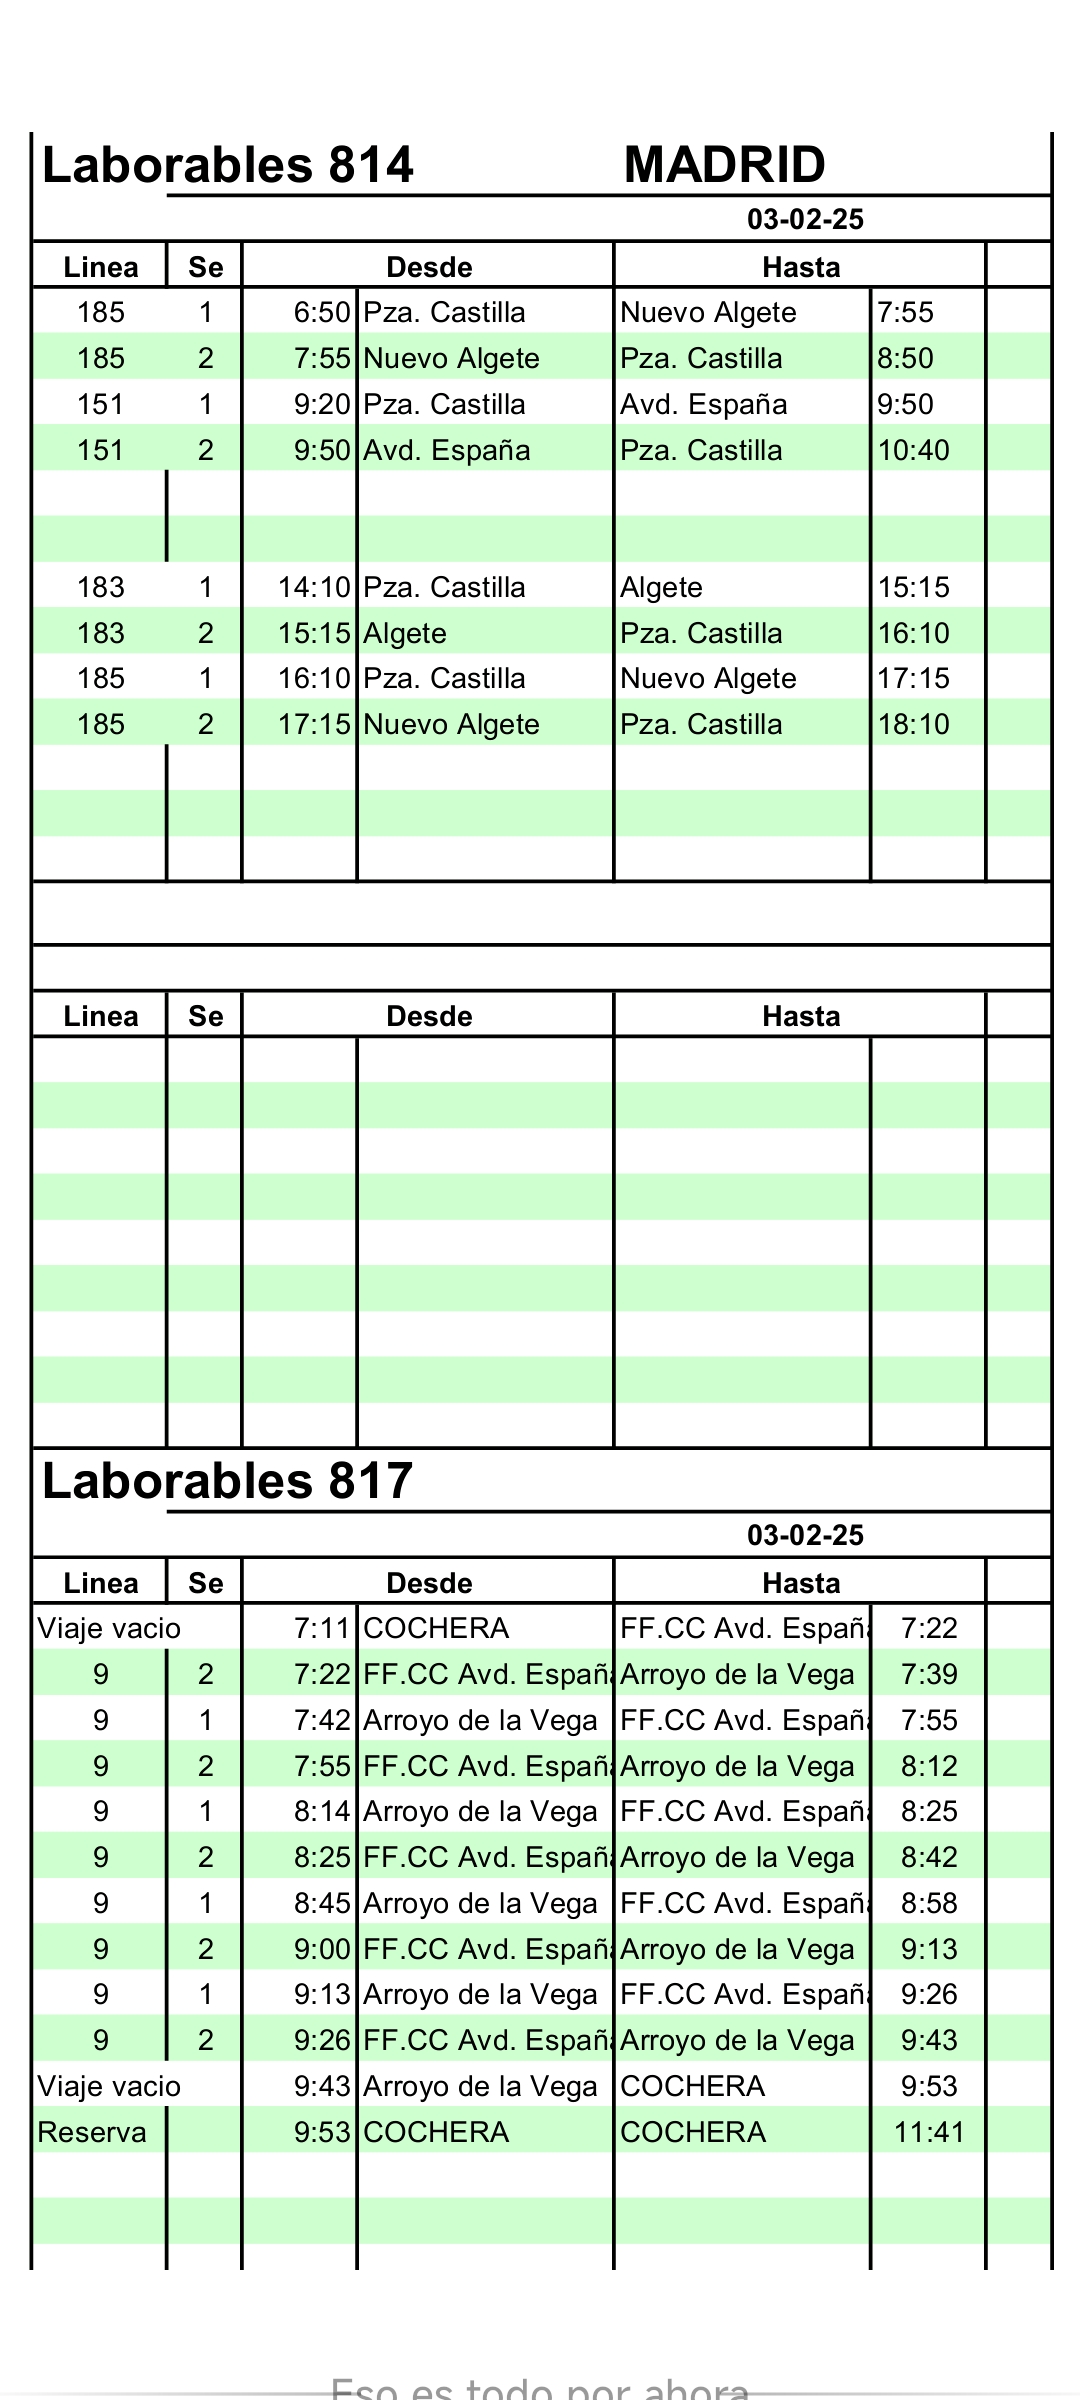 Laborables 814 MADRID
03-02-25
Linea Se Desde Hasta
185 1 6:50 Pza. Castilla Nuevo Algete 7:55
185 2 7:55 Nuevo Algete Pza. Castilla 8:50
151 1 9:20 Pza. Castilla Avd. España 9:50
151 2 9:50 Avd. España Pza. Castilla 10:40
183 1 14:10 Pza. Castilla Algete 15:15
183 2 15:15 Algete Pza. Castilla 16:10
185 1 16:10 Pza. Castilla Nuevo Algete 17:15
185 2 17:15 Nuevo Algete Pza. Castilla 18:10
Linea Se Desde Hasta
Laborables 817
03-02-25
Linea Se Desde Hasta
Viaje vacio 7:11 COCHERA FF.CC Avd. España 7:22
9 2 7:22 FF.CC Avd. España Arroyo de la Vega 7:39
9 1 7:42 Arroyo de la Vega FF.CC Avd. España 7:55
9 2 7:55 FF.CC Avd. España Arroyo de la Vega 8:12
9 1 8:14 Arroyo de la Vega FF.CC Avd. España 8:25
9 2 8:25 FF.CC Avd. España Arroyo de la Vega 8:42
9 1 8:45 Arroyo de la Vega FF.CC Avd. España 8:58
9 2 9:00 FF.CC Avd. España Arroyo de la Vega 9:13
9 1 9:13 Arroyo de la Vega FF.CC Avd. España 9:26
9 2 9:26 FF.CC Avd. España Arroyo de la Vega 9:43
Viaje vacio 9:43 Arroyo de la Vega COCHERA 9:53
Reserva 9:53 COCHERA COCHERA 11:41
Eso es todo por ahora